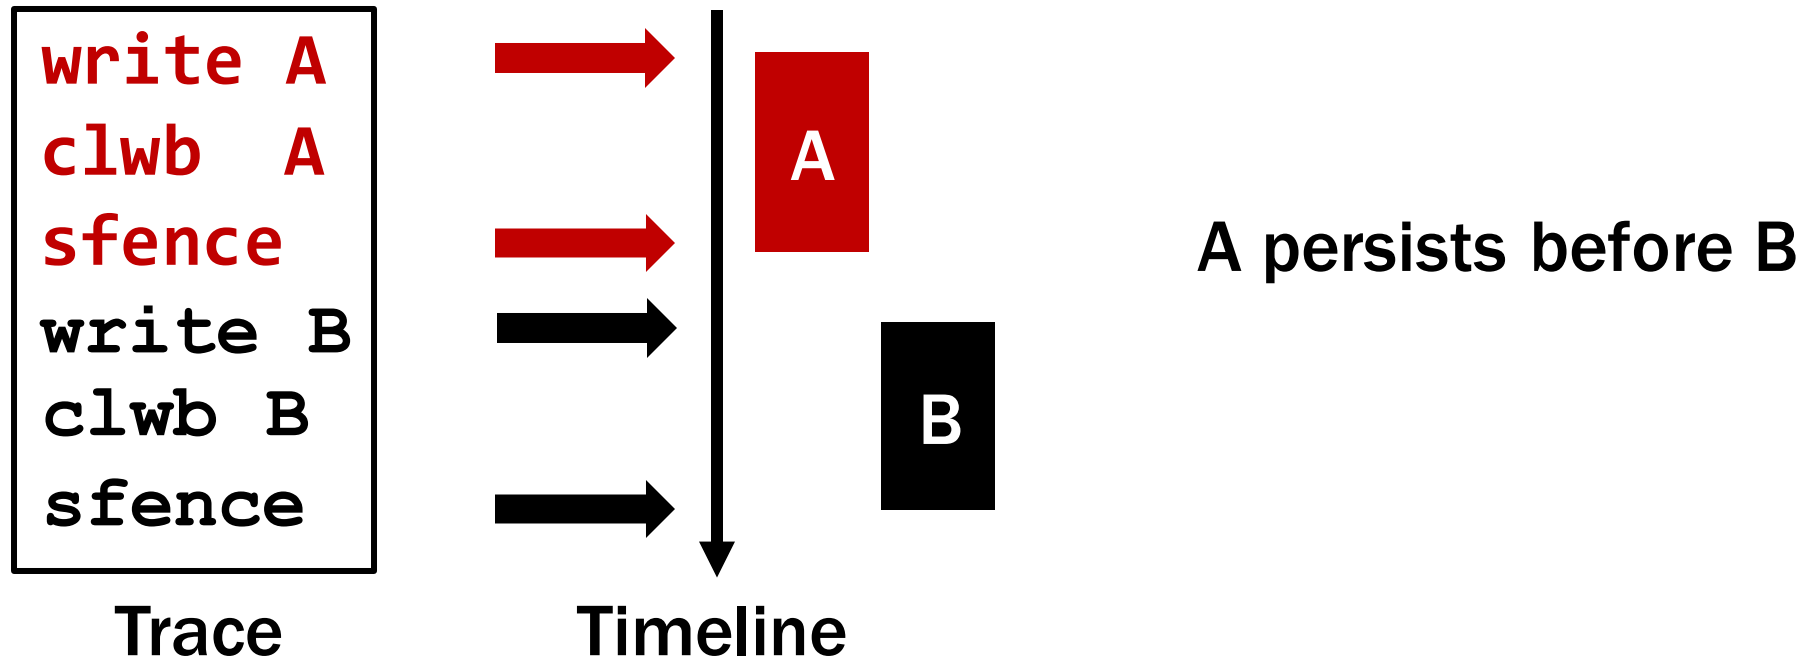 write A
clwb A
sfence
write B
clwb B
sfence
Trace
A
B
Timeline
A persists before B